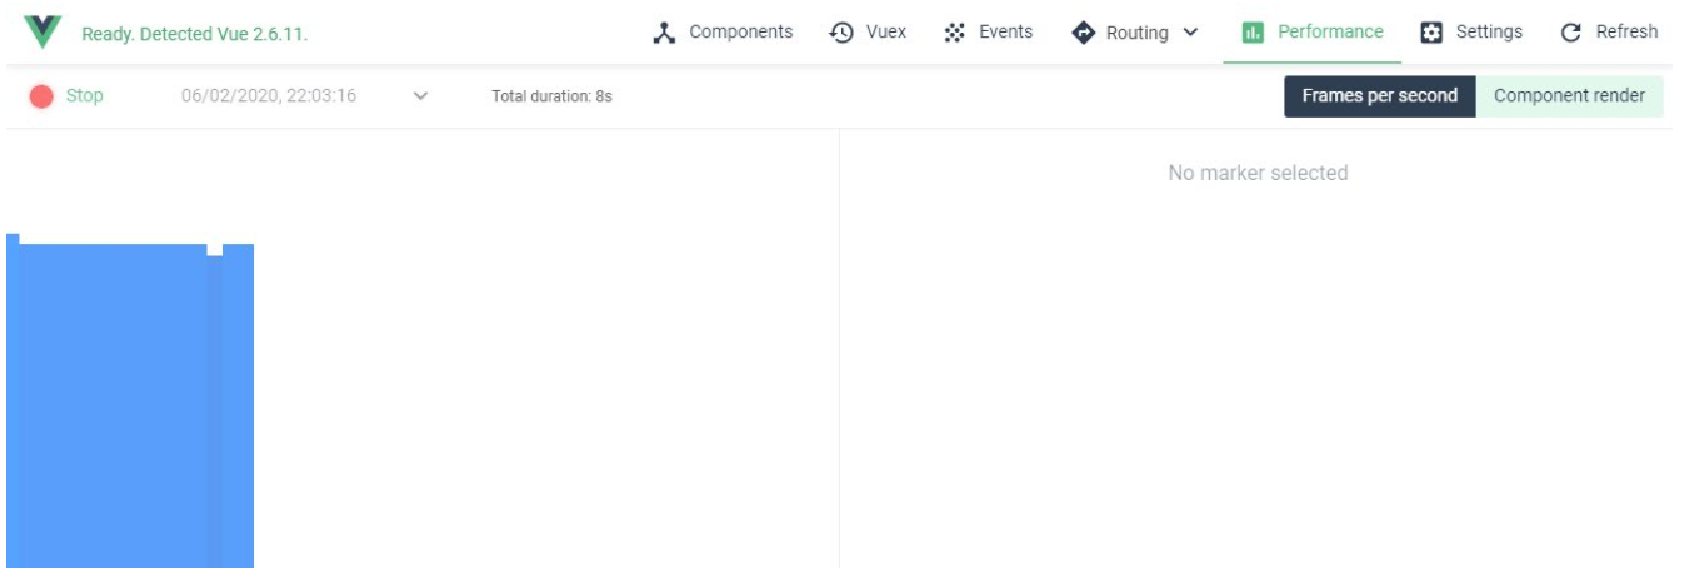 Ready. Detected Vue 2.6.11. Components Vuex Events Routing Performance Settings Refresh
Stop 06/02/2020, 22:03:16 Total duration: 8s Frames per second Component render
No marker selected